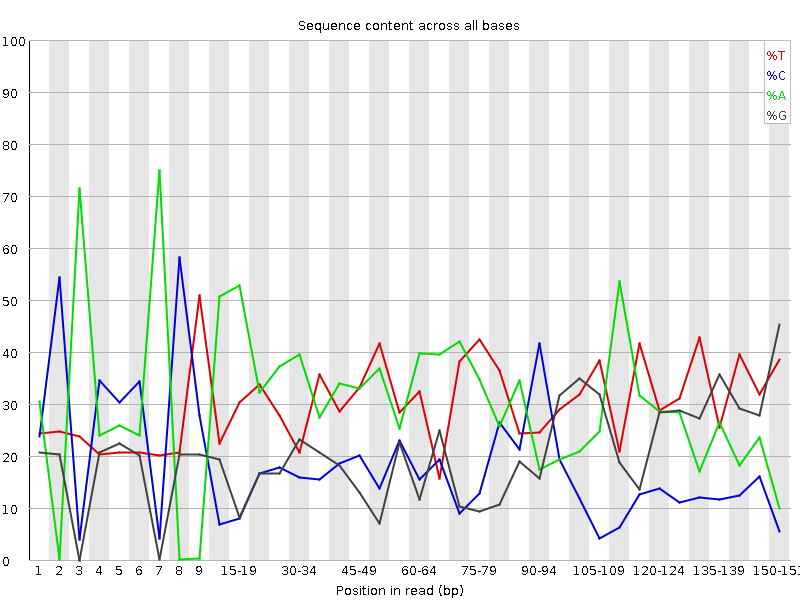 Sequence content across all bases
100
90
80
70
60
50
40
30
20
10
0
%T
%C
%A
%G
1 2 3 4 5 6 7 8 9 15-19 30-34 45-49 60-64 75-79 90-94 105-109 120-124 135-139 150-151
Position in read (bp)